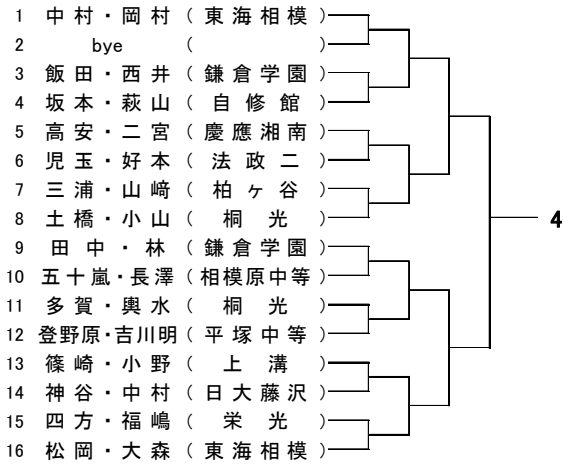 1 中村・岡村 (東海相模)
2 bye ( )
3 飯田・西井 (鎌倉学園)
4 坂本・萩山 (自修館)
5 高安・二宮 (慶應湘南)
6 児玉・好本 (法政二)
7 三浦・山﨑 (柏ヶ谷)
8 土橋・小山 (桐光)
4
9 田中・林 (鎌倉学園)
10 五十嵐・長澤 (相模原中等)
11 多賀・輿水 (桐光)
12 登野原・吉川明 (平塚中等)
13 篠崎・小野 (上溝)
14 神谷・中村 (日大藤沢)
15 四方・福嶋 (栄光)
16 松岡・大森 (東海相模)